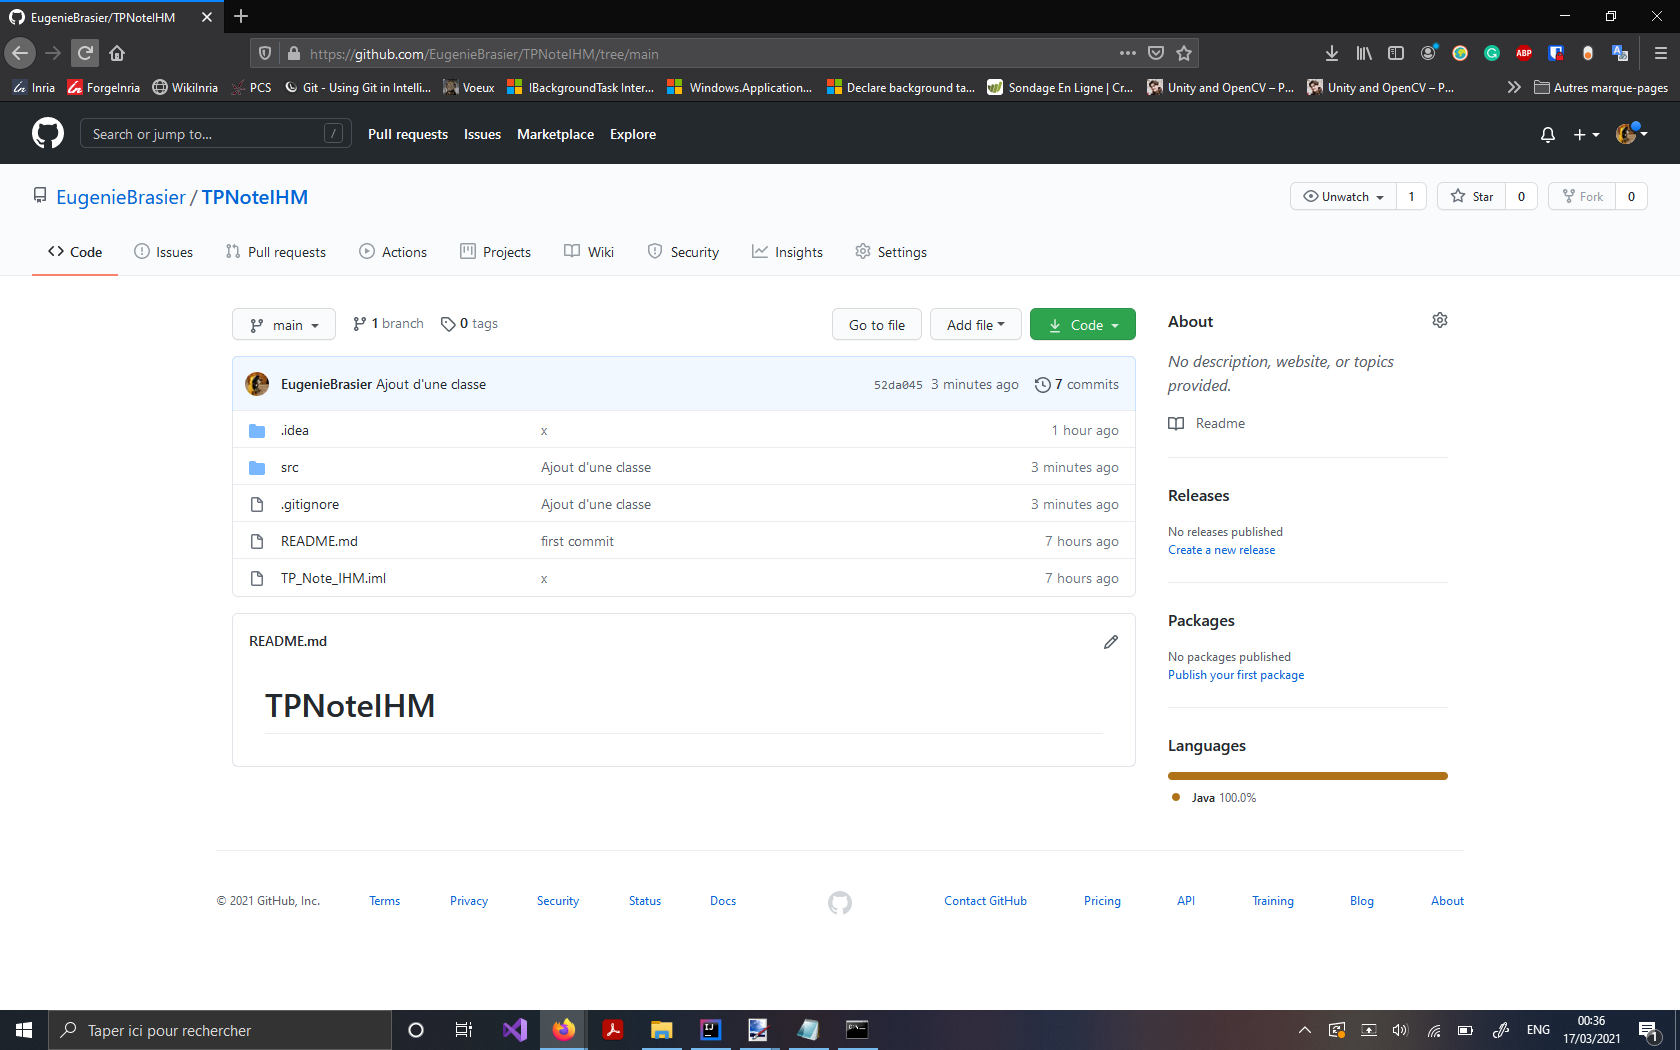 EugenieBrasier/TPNoteIHM
https://github.com/EugenieBrasier/TPNoteIHM/tree/main
Inria ForgeInria WikiInria PCS Git - Using Git in Intelli... Voeux IBackgroundTask Inter... Windows.Application... Declare background ta... Sondage En Ligne | Cr... Unity and OpenCV – P... Unity and OpenCV – P... Autres marque-pages
Search or jump to... / Pull requests Issues Marketplace Explore
EugenieBrasier / TPNoteIHM Unwatch 1 Star 0 Fork 0
Code Issues Pull requests Actions Projects Wiki Security Insights Settings
main 1 branch 0 tags Go to file Add file Code
EugenieBrasier Ajout d'une classe 52da045 3 minutes ago 7 commits
.idea x 1 hour ago
src Ajout d'une classe 3 minutes ago
.gitignore Ajout d'une classe 3 minutes ago
README.md first commit 7 hours ago
TP_Note_IHM.iml x 7 hours ago
README.md
TPNoteIHM
About
No description, website, or topics
provided.
Readme
Releases
No releases published
Create a new release
Packages
No packages published
Publish your first package
Languages
Java 100.0%
© 2021 GitHub, Inc. Terms Privacy Security Status Docs Contact GitHub Pricing API Training Blog About
Taper ici pour rechercher
ENG
00:36
17/03/2021
1
ABP
IJ